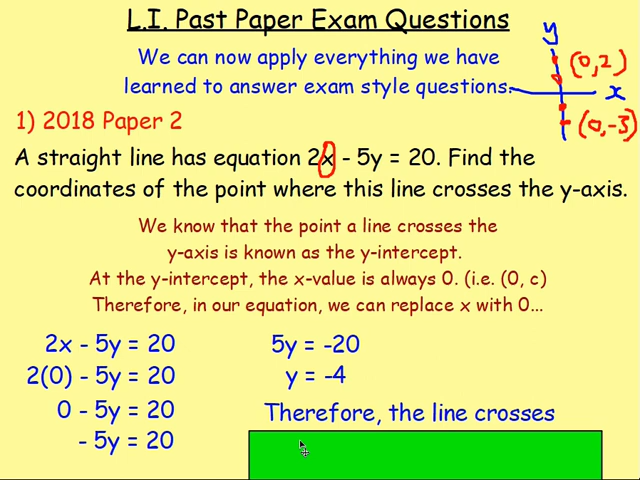 L.I. Past Paper Exam Questions
We can now apply everything we have
learned to answer exam style questions.
y
(0,2)
x
(0,-3)
1) 2018 Paper 2
A straight line has equation 2x - 5y = 20. Find the
coordinates of the point where this line crosses the y-axis.
We know that the point a line crosses the
y-axis is known as the y-intercept.
At the y-intercept, the x-value is always 0. (i.e. (0, c)
Therefore, in our equation, we can replace x with 0...
2x - 5y = 20
2(0) - 5y = 20
0 - 5y = 20
- 5y = 20
5y = -20
y = -4
Therefore, the line crosses